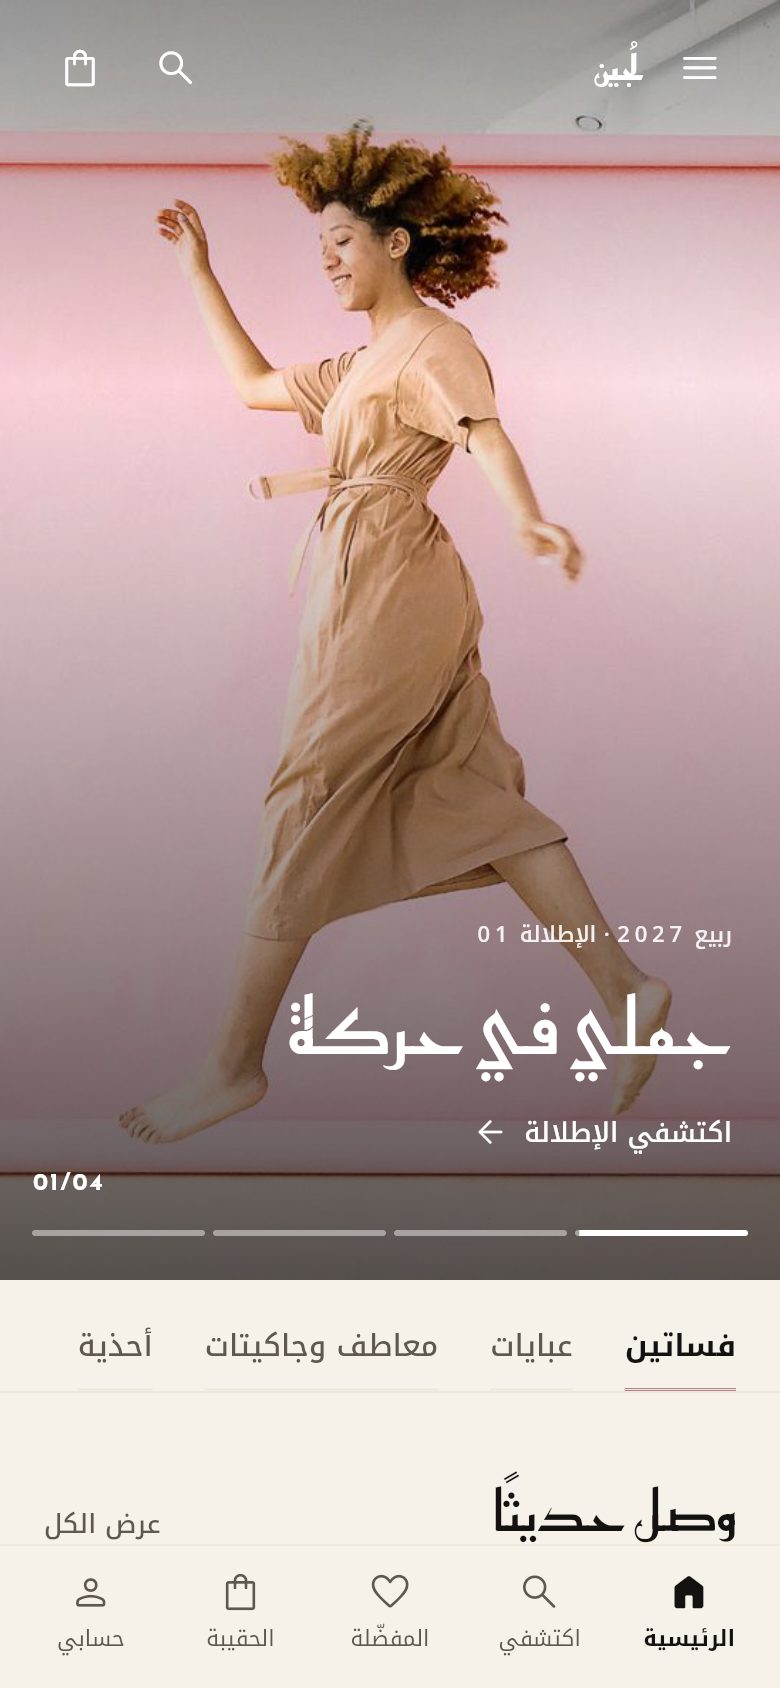 لُجين
ربيع 2027 · الإطلالة 01
جملي في حركة
اكتشفي الإطلالة
01/04
فساتين
عبايات
معاطف وجاكيتات
أحذية
وصل حديثًا
عرض الكل
الرئيسية
اكتشفي
المفضّلة
الحقيبة
حسابي